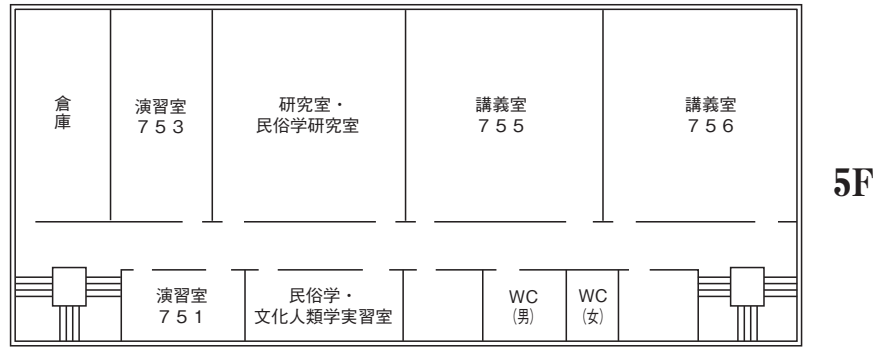 倉庫
演習室
７５３
研究室・
民俗学研究室
講義室
７５５
講義室
７５６
5F
演習室
７５１
民俗学・
文化人類学実習室
WC
(男)
WC
(女)